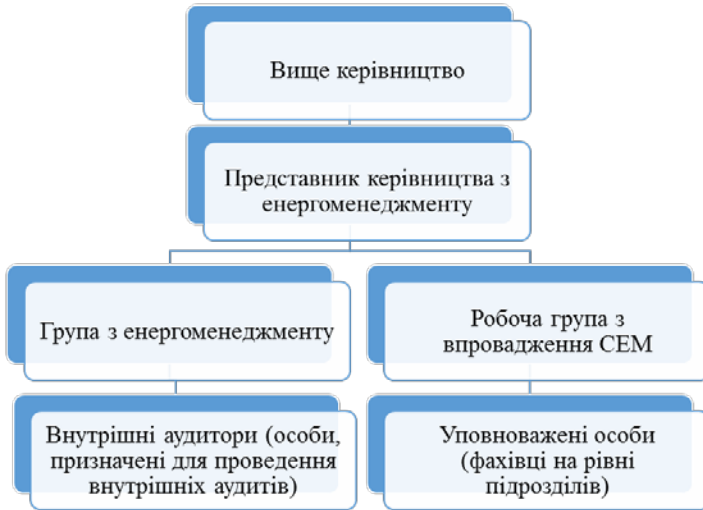 Вище керівництво
Представник керівництва з
енергоменеджменту
Група з енергоменеджменту
Робоча група з
впровадження СЕМ
Внутрішні аудитори (особи,
призначені для проведення
внутрішніх аудитів)
Уповноважені особи
(фахівці на рівні
підрозділів)